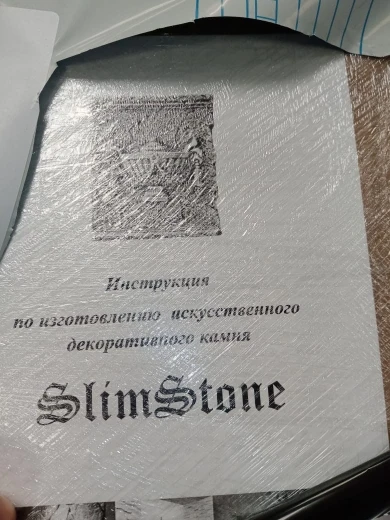 Инструкция
по изготовлению искусственного
декоративного камня
SlimStone